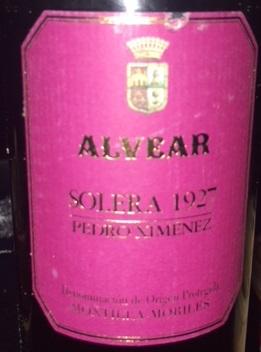 ALVEAR
SOLERA 1927
PEDRO XIMENEZ
Denominación de Origen Protegida
MONTILLA-MORILES